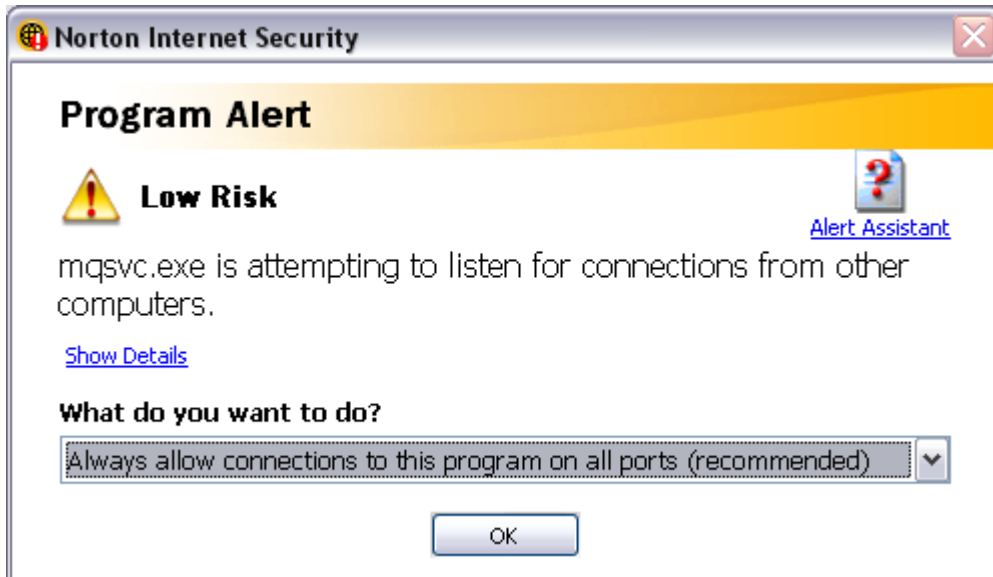 Norton Internet Security
Program Alert
Low Risk
Alert Assistant
mqsvc.exe is attempting to listen for connections from other
computers.
Show Details
What do you want to do?
Always allow connections to this program on all ports (recommended)
OK